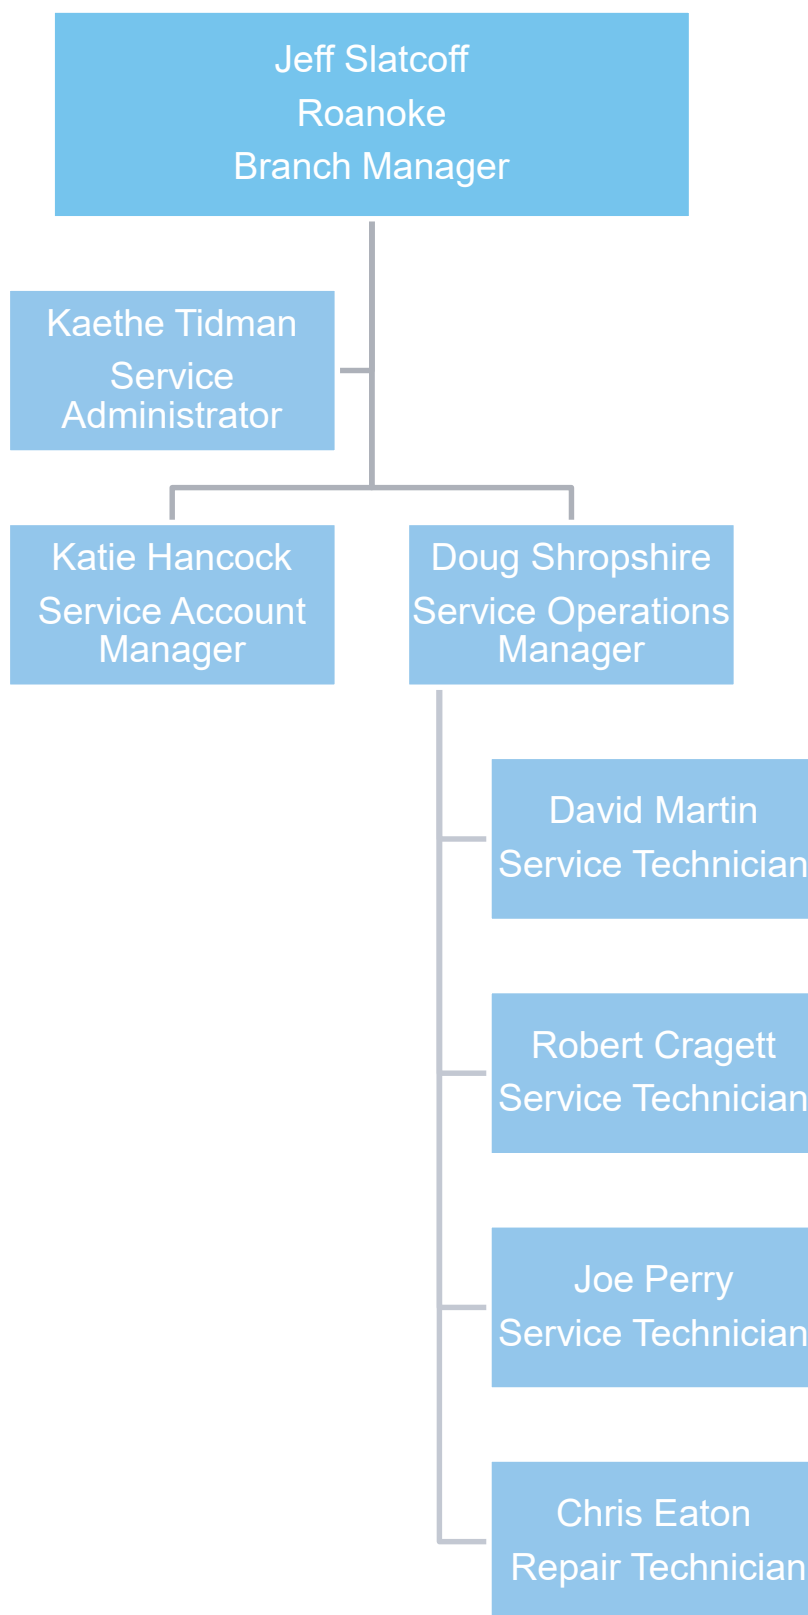 Jeff Slatcoff
Roanoke
Branch Manager
Kaethe Tidman
Service
Administrator
Katie Hancock
Service Account
Manager
Doug Shropshire
Service Operations
Manager
David Martin
Service Technician
Robert Cragett
Service Technician
Joe Perry
Service Technician
Chris Eaton
Repair Technician